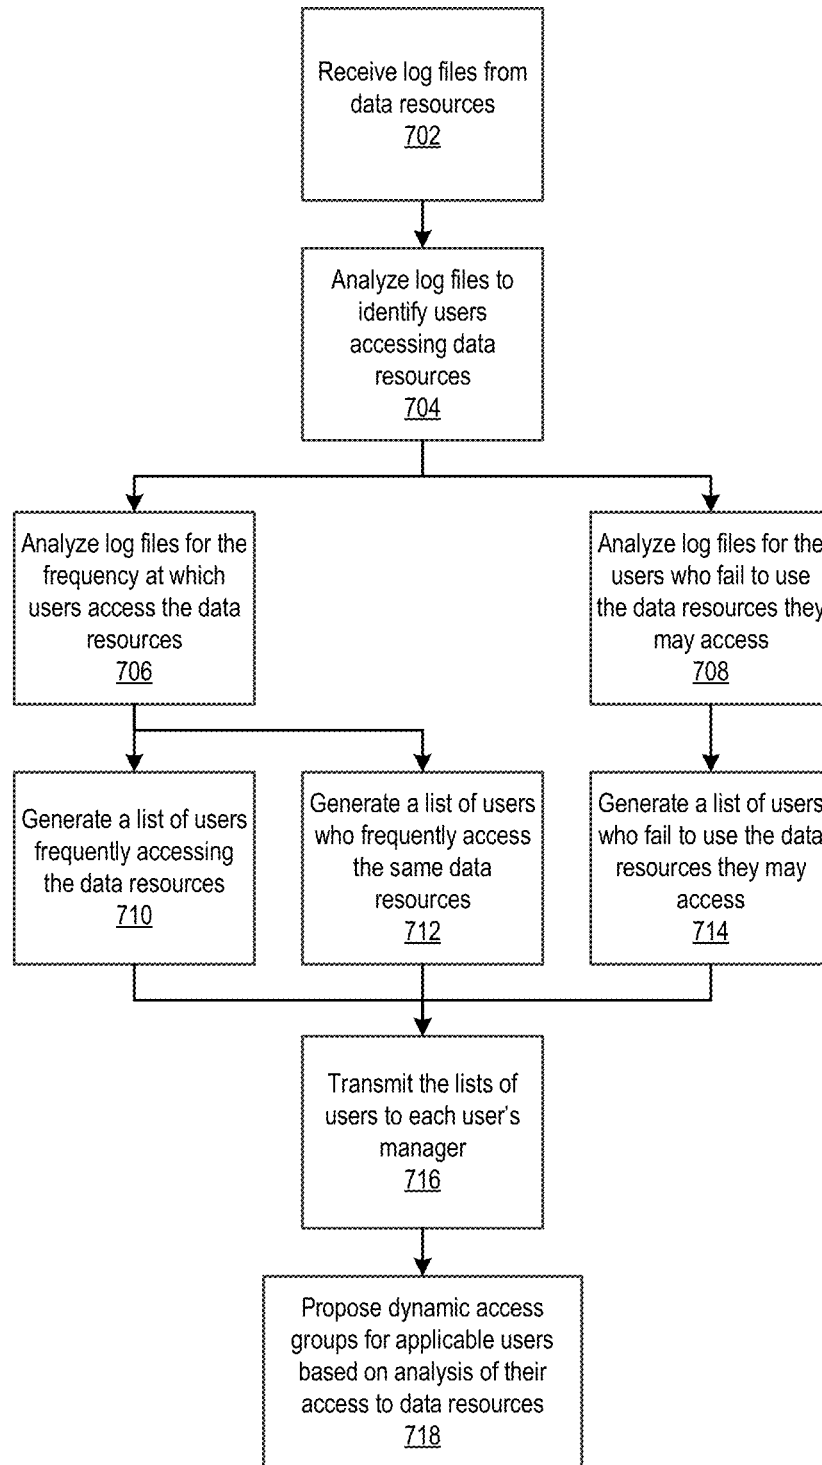 Receive log files from
data resources
702
Analyze log files to
identify users
accessing data
resources
704
Analyze log files for the
frequency at which
users access the data
resources
706
Analyze log files for the
users who fail to use
the data resources they
may access
708
Generate a list of users
frequently accessing
the data resources
710
Generate a list of users
who frequently access
the same data
resources
712
Generate a list of users
who fail to use the data
resources they may
access
714
Transmit the lists of
users to each user's
manager
716
Propose dynamic access
groups for applicable users
based on analysis of their
access to data resources
718